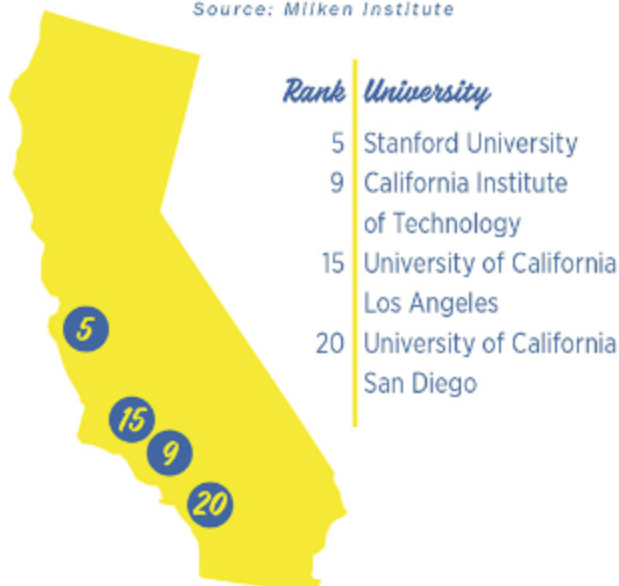 Source: Milken Institute
Rank University
5 Stanford University
9 California Institute
of Technology
15 University of California
Los Angeles
20 University of California
San Diego
5
15
9
20